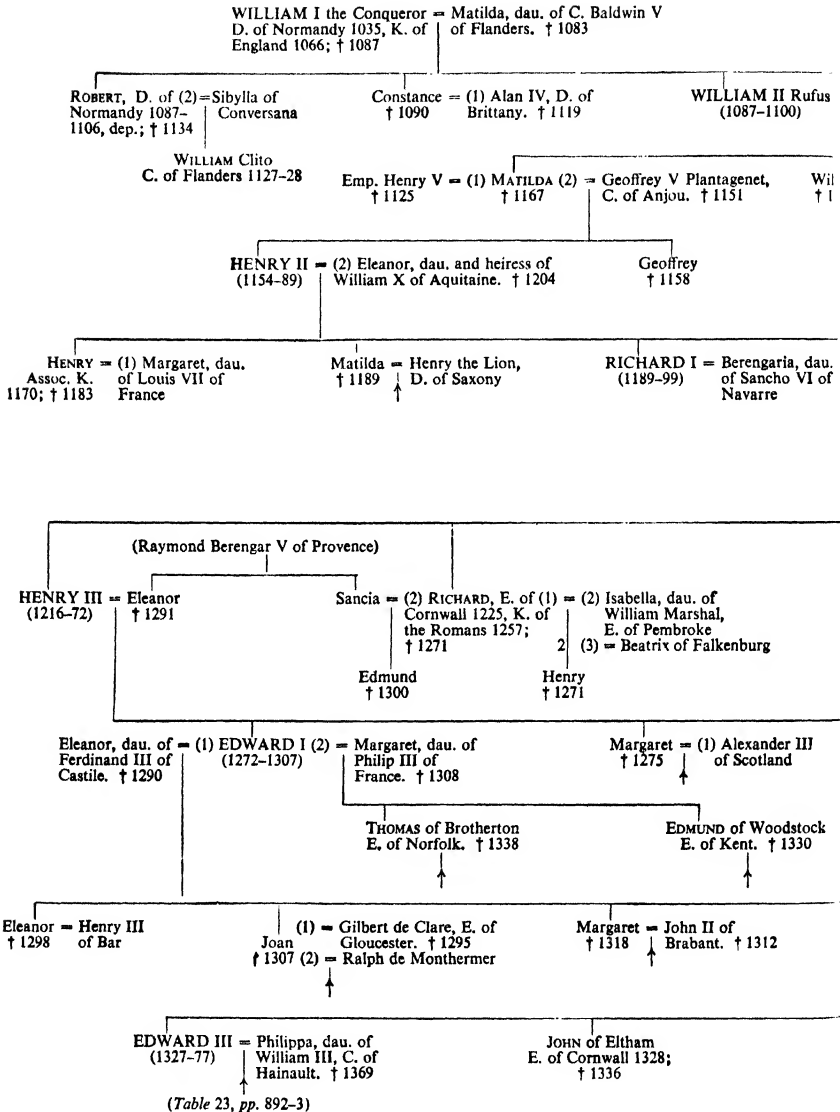 WILLIAM I the Conqueror = Matilda, dau. of C. Baldwin V
D. of Normandy 1035, K. of of Flanders. † 1083
England 1066; † 1087
ROBERT, D. of (2) = Sibylla of
Normandy 1087– Conversana
1106, dep.; † 1134
Constance = (1) Alan IV, D. of
† 1090 Brittany. † 1119
WILLIAM II Rufus
(1087–1100)
WILLIAM Clito
C. of Flanders 1127–28
Emp. Henry V = (1) MATILDA (2) = Geoffrey V Plantagenet,
† 1125 † 1167 C. of Anjou. † 1151
HENRY II = (2) Eleanor, dau. and heiress of
(1154–89) William X of Aquitaine. † 1204
Geoffrey
† 1158
HENRY = (1) Margaret, dau.
Assoc. K. of Louis VII of
1170; † 1183 France
Matilda = Henry the Lion,
† 1189 D. of Saxony
RICHARD I = Berengaria, dau.
(1189–99) of Sancho VI of
Navarre
(Raymond Berengar V of Provence)
HENRY III = Eleanor
(1216–72) † 1291
Sancia = (2) RICHARD, E. of (1) = (2) Isabella, dau. of
Cornwall 1225, K. of William Marshal,
the Romans 1257; E. of Pembroke
† 1271 2 (3) = Beatrix of Falkenburg
Edmund
† 1300
Henry
† 1271
Eleanor, dau. of = (1) EDWARD I (2) = Margaret, dau. of
Ferdinand III of (1272–1307) Philip III of
Castile. † 1290 France. † 1308
Margaret = (1) Alexander III
† 1275 of Scotland
THOMAS of Brotherton
E. of Norfolk. † 1338
EDMUND of Woodstock
E. of Kent. † 1330
Eleanor = Henry III
† 1298 of Bar
(1) = Gilbert de Clare, E. of
Joan Gloucester. † 1295
† 1307 (2) = Ralph de Monthermer
Margaret = John II of
† 1318 Brabant. † 1312
EDWARD III = Philippa, dau. of
(1327–77) William III, C. of
Hainault. † 1369
JOHN of Eltham
E. of Cornwall 1328;
† 1336
(Table 23, pp. 892–3)